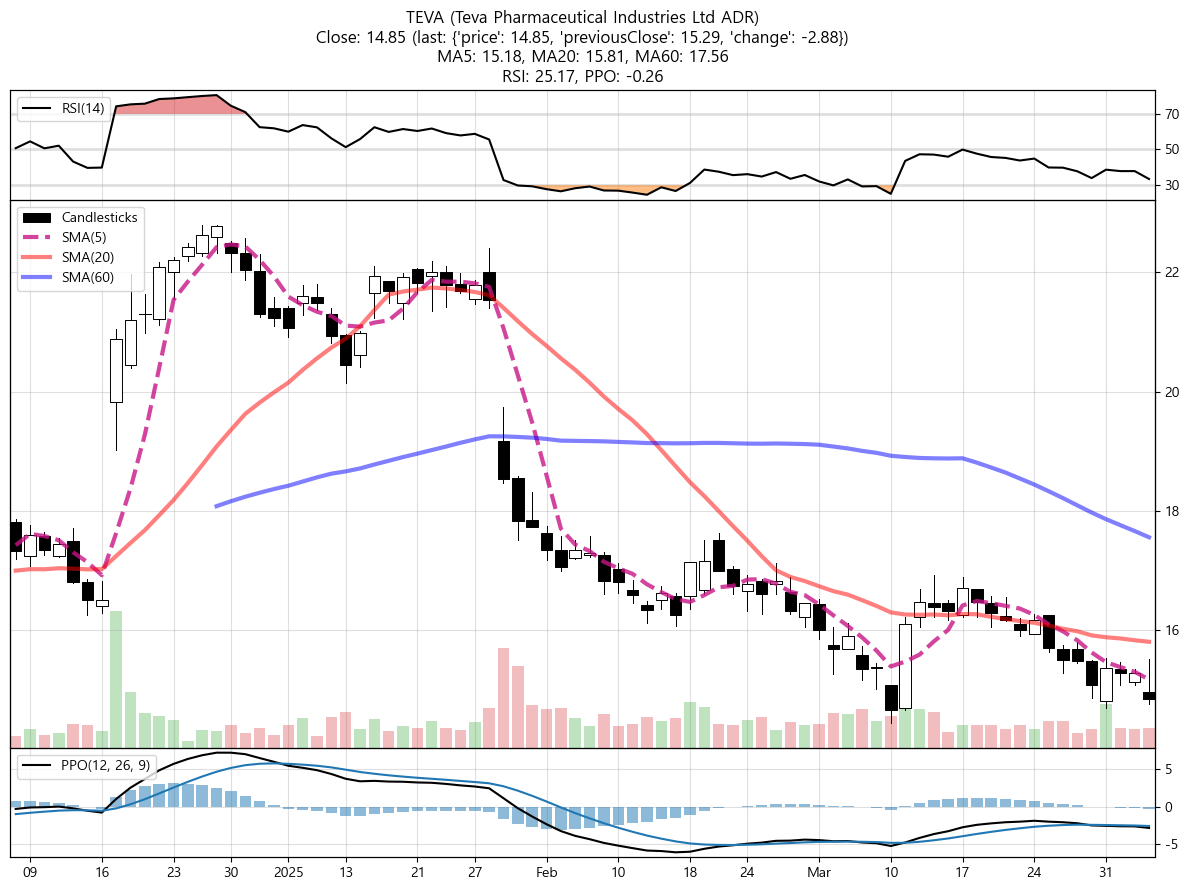 TEVA (Teva Pharmaceutical Industries Ltd ADR)
Close: 14.85 (last: {'price': 14.85, 'previousClose': 15.29, 'change': -2.88})
MA5: 15.18, MA20: 15.81, MA60: 17.56
RSI: 25.17, PPO: -0.26
RSI(14)
70
50
30
Candlesticks
SMA(5)
SMA(20)
SMA(60)
22
20
18
16
PPO(12, 26, 9)
5
0
-5
09 16 23 30 2025 13 21 27 Feb 10 18 24 Mar 10 17 24 31